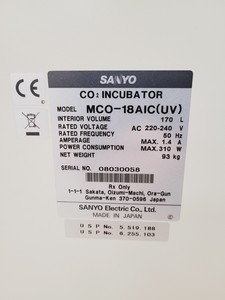 SANYO
CO2 INCUBATOR
MODEL MCO-18AIC(UV)
INTERIOR VOLUME 170 L
RATED VOLTAGE AC 220-240 V
RATED FREQUENCY 50 Hz
AMPERAGE MAX. 1.4 A
POWER CONSUMPTION MAX. 310 W
NET WEIGHT 93 kg
SERIAL NO. 08030058
Rx Only
1-1-1 Sakata, Oizumi-Machi, Ora-Gun
Gunma-Ken 370-0596 Japan
SANYO Electric Co., Ltd.
MADE IN JAPAN
CE
USP 5.519.188
USP 6.255.103